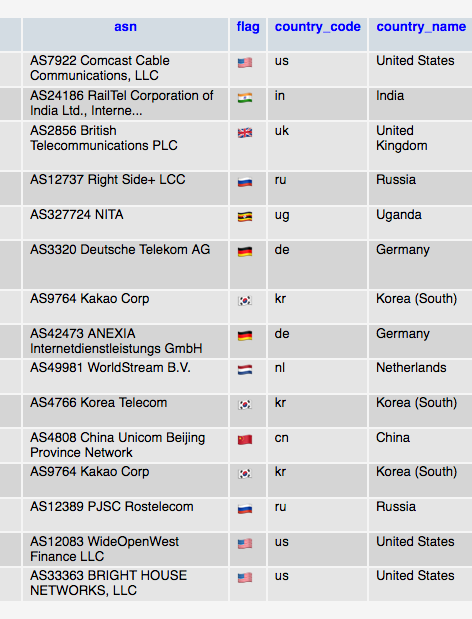 asn flag country_code country_name
AS7922 Comcast Cable us United States
Communications, LLC
AS24186 RailTel Corporation of in India
India Ltd., Interne...
AS2856 British uk United
Telecommunications PLC Kingdom
AS12737 Right Side+ LCC ru Russia
AS327724 NITA ug Uganda
AS3320 Deutsche Telekom AG de Germany
AS9764 Kakao Corp kr Korea (South)
AS42473 ANEXIA de Germany
Internetdienstleistungs GmbH
AS49981 WorldStream B.V. nl Netherlands
AS4766 Korea Telecom kr Korea (South)
AS4808 China Unicom Beijing cn China
Province Network
AS9764 Kakao Corp kr Korea (South)
AS12389 PJSC Rostelecom ru Russia
AS12083 WideOpenWest us United States
Finance LLC
AS33363 BRIGHT HOUSE us United States
NETWORKS, LLC